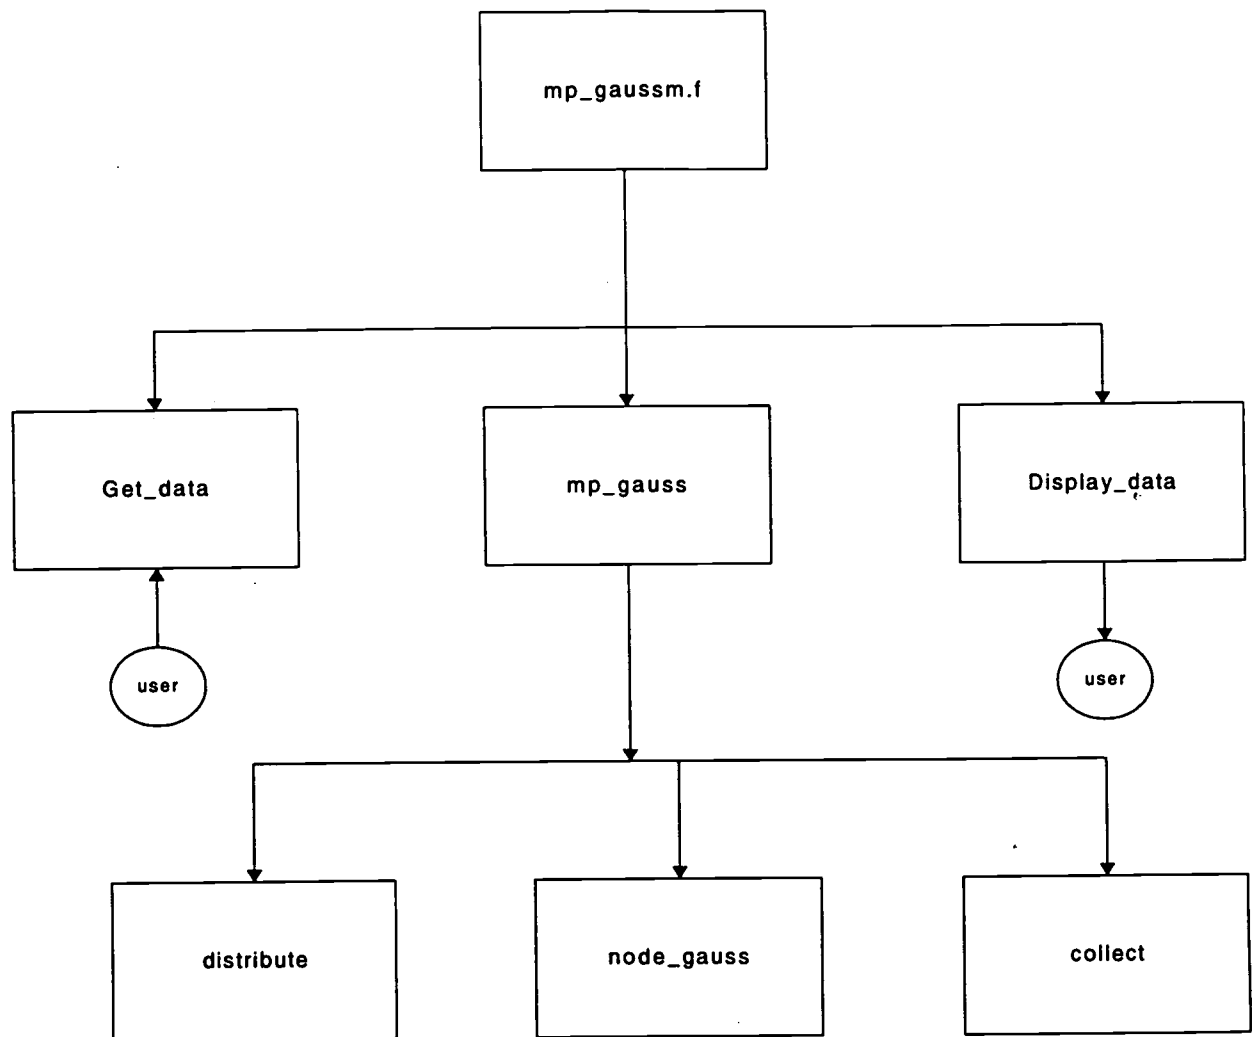 mp_gaussm.f
Get_data
mp_gauss
Display_data
user
user
distribute
node_gauss
collect